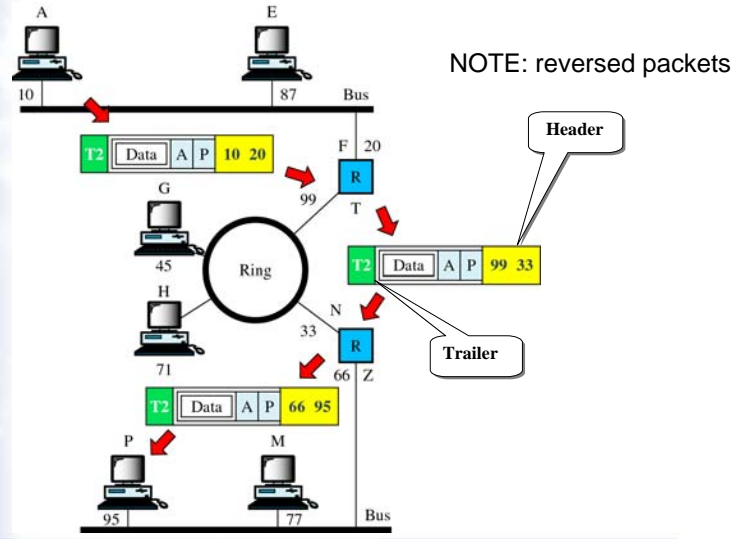 A
E
NOTE: reversed packets
10
87
Bus
Header
T2 Data A P 10 20
F 20
R
99
T
G
45
Ring
T2 Data A P 99 33
H
N
33
R
Trailer
71
66 Z
T2 Data A P 66 95
P
M
95
77
Bus